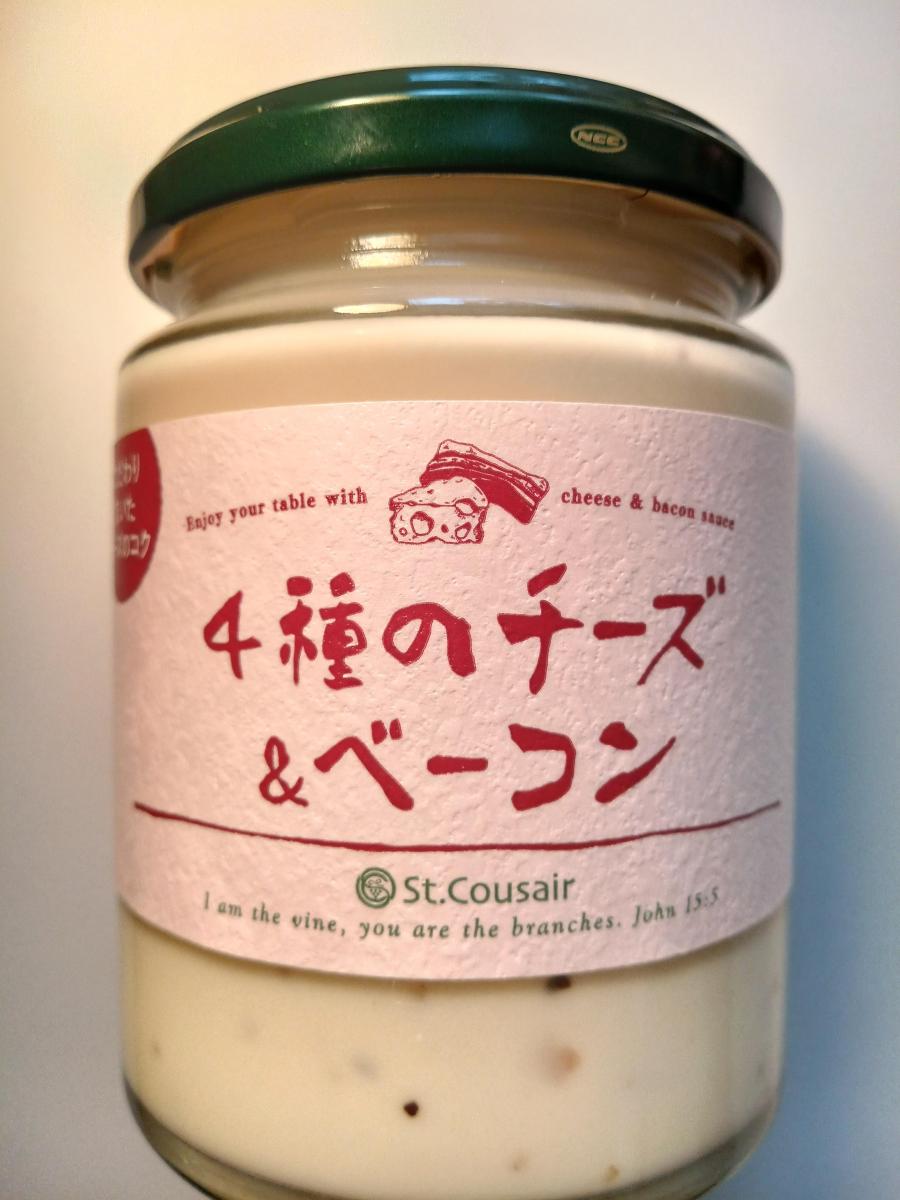 NCC
Enjoy your table with
cheese & bacon sauce
4種のチーズ
&ベーコン
St.Cousair
I am the vine, you are the branches. John 15:5